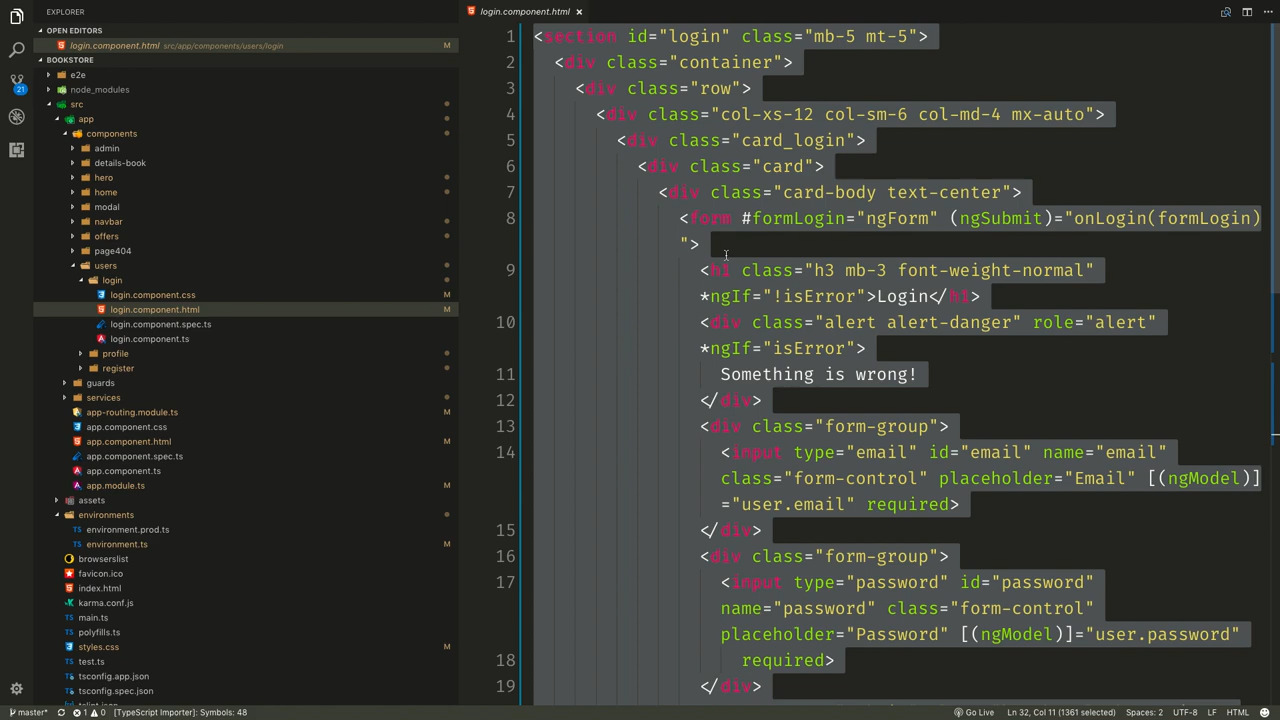 EXPLORER
OPEN EDITORS
login.component.html src/app/components/users/login M
BOOKSTORE
e2e
node_modules
src
app
components
admin
details-book
hero
home
modal
navbar
offers
page404
users
login
login.component.css
login.component.html
login.component.spec.ts
login.component.ts
profile
register
guards
services
app-routing.module.ts M
app.component.css
app.component.html M
app.component.spec.ts
app.component.ts
app.module.ts M
assets
environments
environment.prod.ts
environment.ts M
browserslist
favicon.ico
index.html
karma.conf.js
main.ts
polyfills.ts
styles.css M
test.ts
tsconfig.app.json
tsconfig.spec.json
21
login.component.html ×
1 <section id="login" class="mb-5 mt-5">
2 <div class="container">
3 <div class="row">
4 <div class="col-xs-12 col-sm-6 col-md-4 mx-auto">
5 <div class="card_login">
6 <div class="card">
7 <div class="card-body text-center">
8 <form #formLogin="ngForm" (ngSubmit)="onLogin(formLogin)
">
9 <h1 class="h3 mb-3 font-weight-normal"
*ngIf="!isError">Login</h1>
10 <div class="alert alert-danger" role="alert"
*ngIf="isError">
11 Something is wrong!
12 </div>
13 <div class="form-group">
14 <input type="email" id="email" name="email"
class="form-control" placeholder="Email" [(ngModel)]
="user.email" required>
15 </div>
16 <div class="form-group">
17 <input type="password" id="password"
name="password" class="form-control"
placeholder="Password" [(ngModel)]="user.password"
18 required>
19 </div>
master* 1 0 [TypeScript Importer]: Symbols: 48 Go Live Ln 32, Col 11 (1361 selected) Spaces: 2 UTF-8 LF HTML